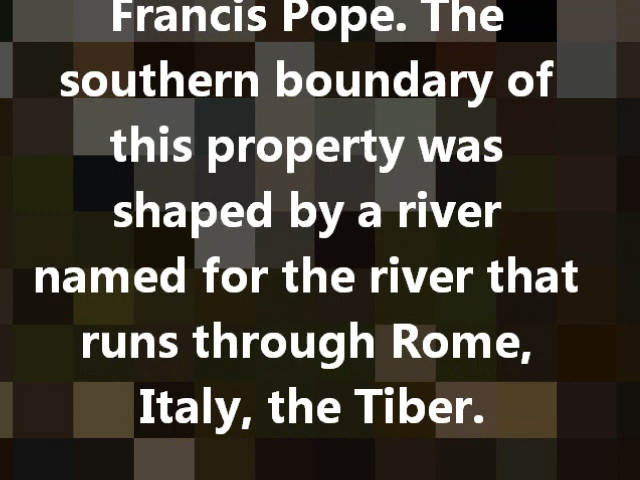 Francis Pope. The
southern boundary of
this property was
shaped by a river
named for the river that
runs through Rome,
Italy, the Tiber.